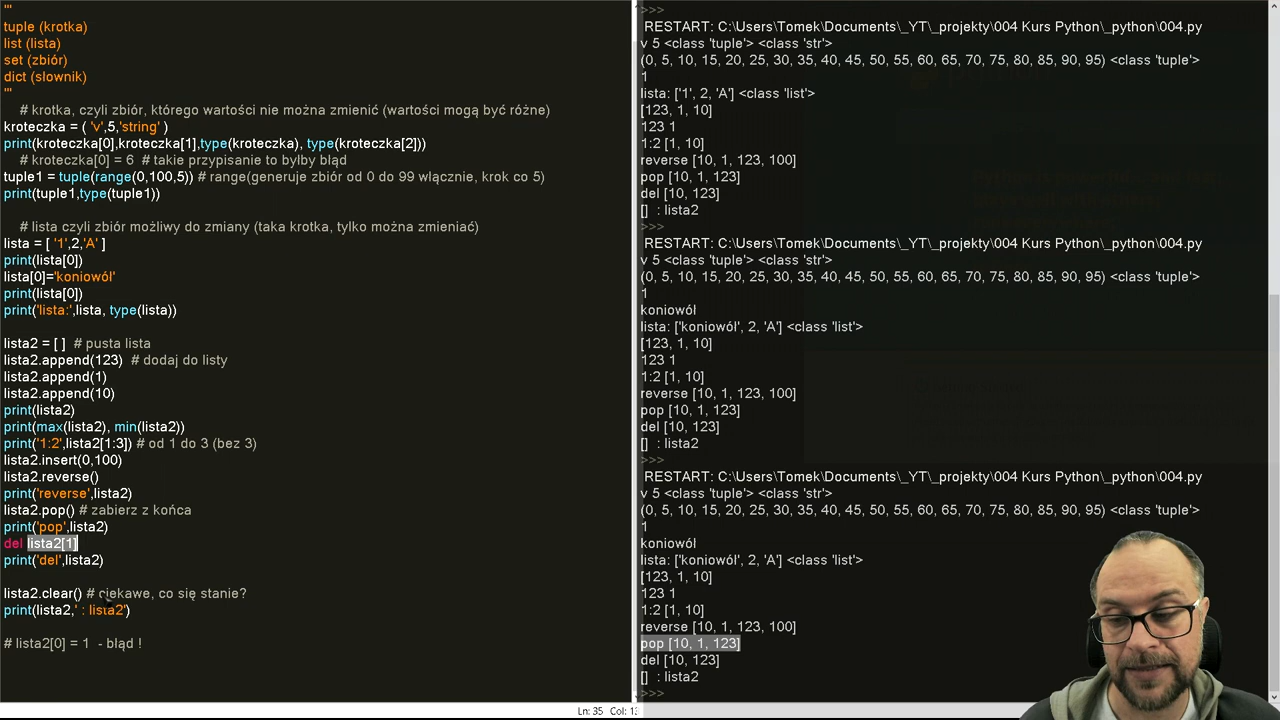 '''
tuple (krotka)
list (lista)
set (zbiór)
dict (słownik)
'''
# krotka, czyli zbiór, którego wartości nie można zmienić (wartości mogą być różne)
kroteczka = ( 'v',5,'string' )
print(kroteczka[0],kroteczka[1],type(kroteczka), type(kroteczka[2]))
# kroteczka[0] = 6  # takie przypisanie to byłby błąd
tuple1 = tuple(range(0,100,5)) # range(generuje zbiór od 0 do 99 włącznie, krok co 5)
print(tuple1,type(tuple1))
# lista czyli zbiór możliwy do zmiany (taka krotka, tylko można zmieniać)
lista = [ '1',2,'A' ]
print(lista[0])
lista[0]='koniowół'
print(lista[0])
print('lista:',lista, type(lista))
lista2 = [ ]  # pusta lista
lista2.append(123)  # dodaj do listy
lista2.append(1)
lista2.append(10)
print(lista2)
print(max(lista2), min(lista2))
print('1:2',lista2[1:3]) # od 1 do 3 (bez 3)
lista2.insert(0,100)
lista2.reverse()
print('reverse',lista2)
lista2.pop() # zabierz z końca
print('pop',lista2)
del lista2[1]
print('del',lista2)
lista2.clear() # ciekawe, co się stanie?
print(lista2,' : lista2')
# lista2[0] = 1  - błąd !
>>>
RESTART: C:\Users\Tomek\Documents\_YT\_projekty\004 Kurs Python\_python\004.py
v 5 <class 'tuple'> <class 'str'>
(0, 5, 10, 15, 20, 25, 30, 35, 40, 45, 50, 55, 60, 65, 70, 75, 80, 85, 90, 95) <class 'tuple'>
1
lista: ['1', 2, 'A'] <class 'list'>
[123, 1, 10]
123 1
1:2 [1, 10]
reverse [10, 1, 123, 100]
pop [10, 1, 123]
del [10, 123]
[]  : lista2
>>>
RESTART: C:\Users\Tomek\Documents\_YT\_projekty\004 Kurs Python\_python\004.py
v 5 <class 'tuple'> <class 'str'>
(0, 5, 10, 15, 20, 25, 30, 35, 40, 45, 50, 55, 60, 65, 70, 75, 80, 85, 90, 95) <class 'tuple'>
1
koniowół
lista: ['koniowół', 2, 'A'] <class 'list'>
[123, 1, 10]
123 1
1:2 [1, 10]
reverse [10, 1, 123, 100]
pop [10, 1, 123]
del [10, 123]
[]  : lista2
>>>
RESTART: C:\Users\Tomek\Documents\_YT\_projekty\004 Kurs Python\_python\004.py
v 5 <class 'tuple'> <class 'str'>
(0, 5, 10, 15, 20, 25, 30, 35, 40, 45, 50, 55, 60, 65, 70, 75, 80, 85, 90, 95) <class 'tuple'>
1
koniowół
lista: ['koniowół', 2, 'A'] <class 'list'>
[123, 1, 10]
123 1
1:2 [1, 10]
reverse [10, 1, 123, 100]
pop [10, 1, 123]
del [10, 123]
[]  : lista2
>>>
Ln: 35  Col: